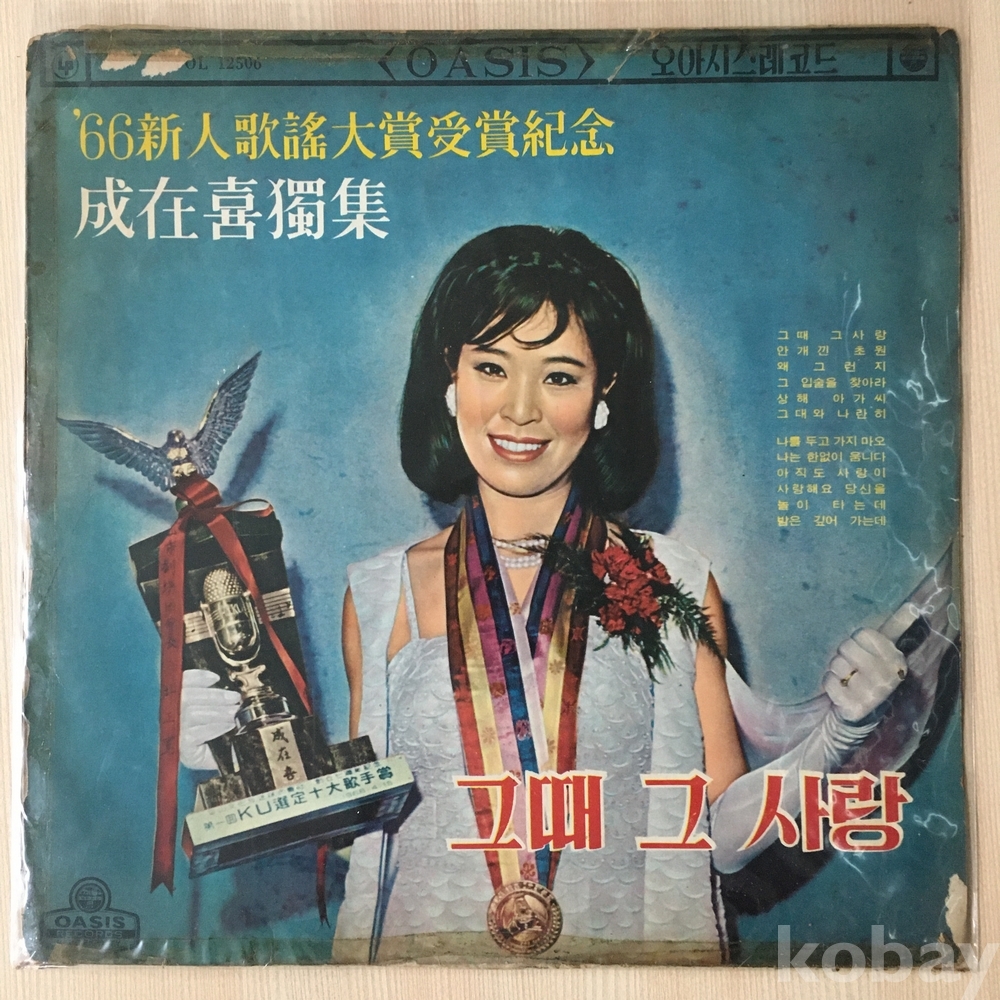 OL 12506
<OASIS> 오아시스레코드
'66新人歌謠大賞受賞紀念
成在喜獨集
그때 그사랑
안개낀 초원
왜 그런지
그 입술을 찾아라
상해 아가씨
그대와 나란히
나를 두고 가지 마오
나는 한없이 웁니다
아직도 사랑이
사랑해요 당신을
놀이 타는데
밤은 깊어 가는데
成在喜
第一回KU選定十大歌手賞
그때 그 사랑
OASIS
RECORDS
kobay